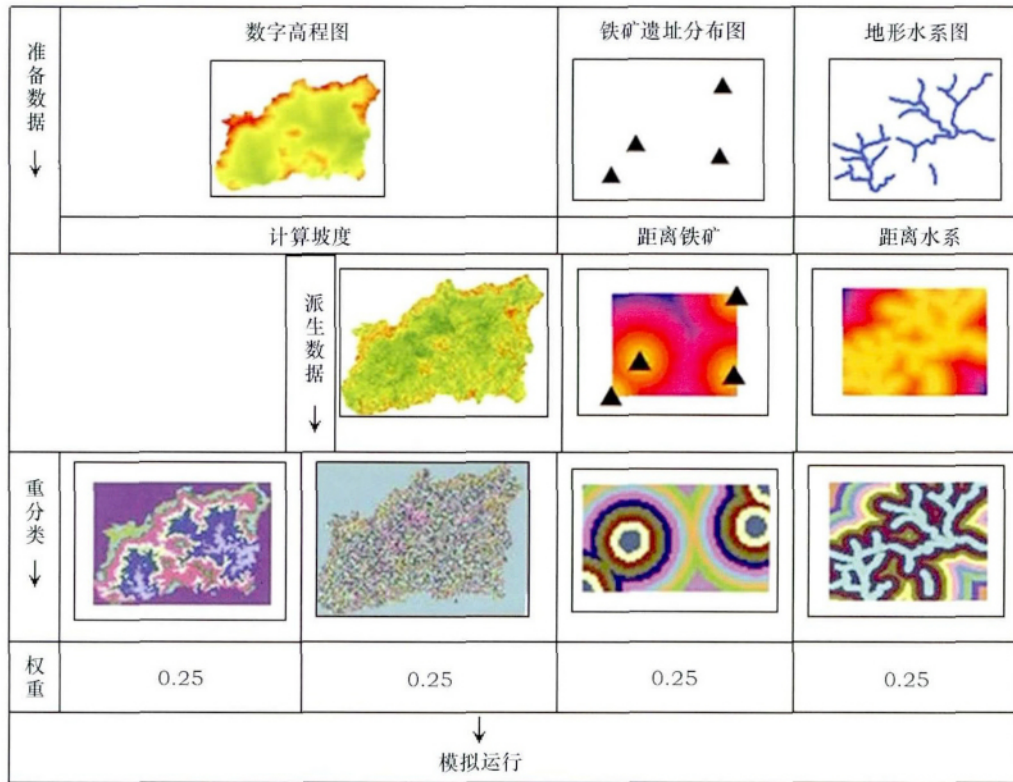 准备数据
↓
数字高程图
铁矿遗址分布图
地形水系图
计算坡度
距离铁矿
距离水系
派生数据
↓
重分类
↓
权重
0.25
0.25
0.25
0.25
↓
模拟运行